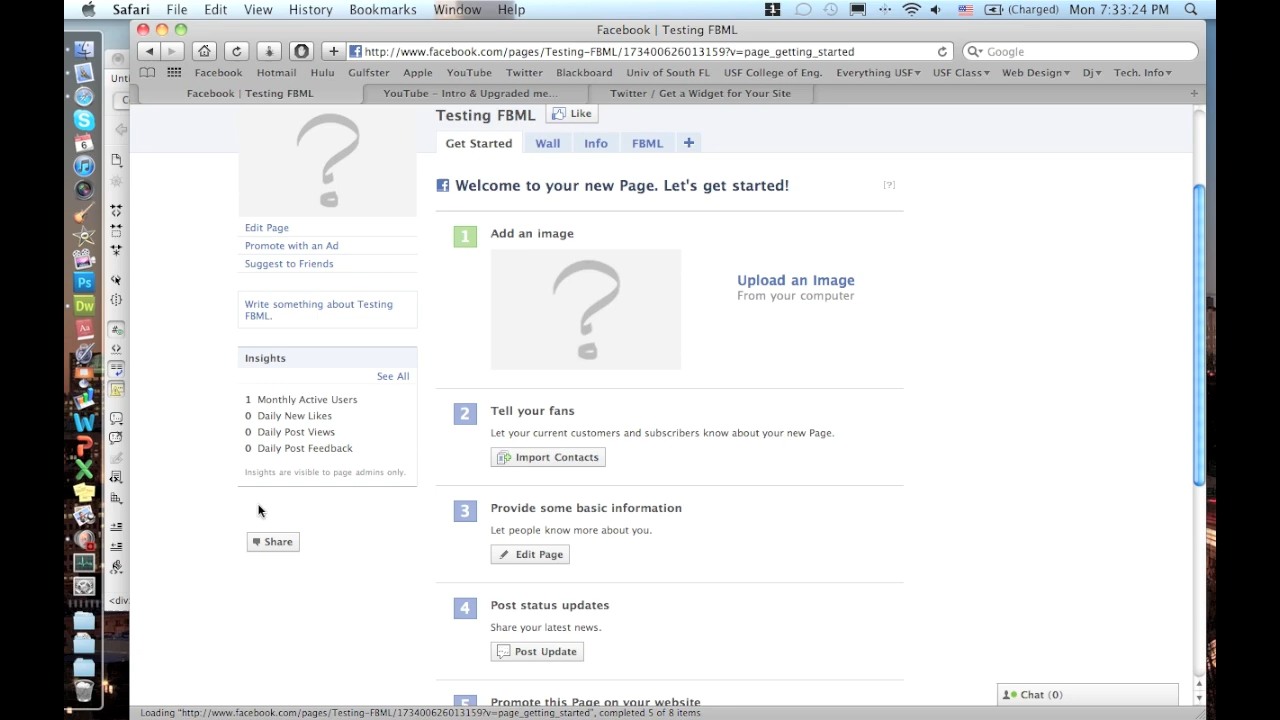 Safari File Edit View History Bookmarks Window Help (Charged) Mon 7:33:24 PM
Facebook | Testing FBML
http://www.facebook.com/pages/Testing-FBML/173400626013159?v=page_getting_started
Google
Facebook Hotmail Hulu Gulfster Apple YouTube Twitter Blackboard Univ of South FL USF College of Eng. Everything USF USF Class Web Design Dj Tech. Info
Facebook | Testing FBML YouTube – Intro & Upgraded me... Twitter / Get a Widget for Your Site
Testing FBML Like
Get Started Wall Info FBML +
Welcome to your new Page. Let's get started! [?]
Edit Page
Promote with an Ad
Suggest to Friends
Write something about Testing
FBML.
Insights
See All
1 Monthly Active Users
0 Daily New Likes
0 Daily Post Views
0 Daily Post Feedback
Insights are visible to page admins only.
Share
1 Add an image
Upload an Image
From your computer
2 Tell your fans
Let your current customers and subscribers know about your new Page.
Import Contacts
3 Provide some basic information
Let people know more about you.
Edit Page
4 Post status updates
Share your latest news.
Post Update
5 Promote this Page on your website
Chat (0)
Loading "http://www.facebook.com/pages/Testing-FBML/173400626013159?v=page_getting_started", completed 5 of 8 items
Unti
Ps
Dw
Aa
6
<div